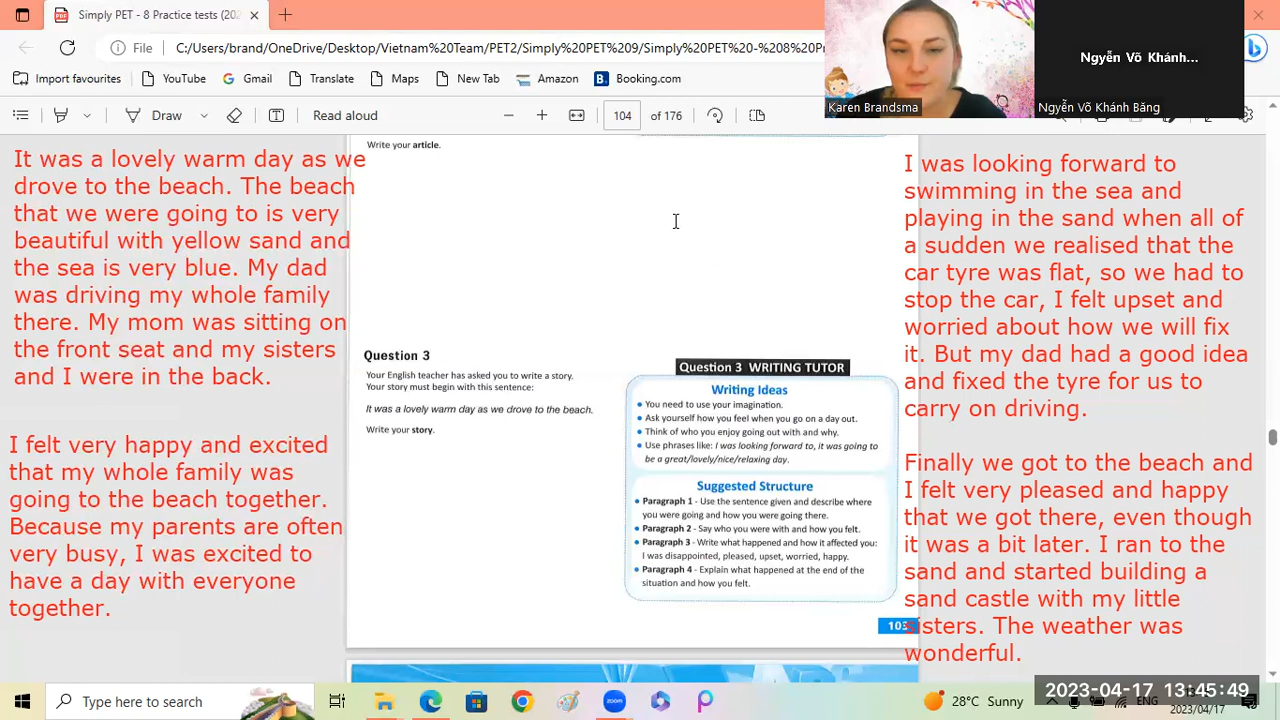 Simply PET - 8 Practice tests (202
File
C:/Users/brand/OneDrive/Desktop/Vietnam%20Team/PET2/Simply%20PET%209/Simply%20PET%20-%208%20Pr
Import favourites
YouTube
Gmail
Translate
Maps
New Tab
Amazon
Booking.com
Draw
Read aloud
104 of 176
Karen Brandsma
Nguyễn Võ Khánh...
Nguyễn Võ Khánh Băng
It was a lovely warm day as we
drove to the beach. The beach
that we were going to is very
beautiful with yellow sand and
the sea is very blue. My dad
was driving my whole family
there. My mom was sitting on
the front seat and my sisters
and I were in the back.
I felt very happy and excited
that my whole family was
going to the beach together.
Because my parents are often
very busy, I was excited to
have a day with everyone
together.
Write your article.
Question 3
Your English teacher has asked you to write a story.
Your story must begin with this sentence:
It was a lovely warm day as we drove to the beach.
Write your story.
Question 3 WRITING TUTOR
Writing Ideas
You need to use your imagination.
Ask yourself how you feel when you go on a day out.
Think of who you enjoy going out with and why.
Use phrases like: I was looking forward to, it was going to
be a great/lovely/nice/relaxing day.
Suggested Structure
Paragraph 1 - Use the sentence given and describe where
you were going and how you were going there.
Paragraph 2 - Say who you were with and how you felt.
Paragraph 3 - Write what happened and how it affected you:
I was disappointed, pleased, upset, worried, happy.
Paragraph 4 - Explain what happened at the end of the
situation and how you felt.
103
I was looking forward to
swimming in the sea and
playing in the sand when all of
a sudden we realised that the
car tyre was flat, so we had to
stop the car, I felt upset and
worried about how we will fix
it. But my dad had a good idea
and fixed the tyre for us to
carry on driving.
Finally we got to the beach and
I felt very pleased and happy
that we got there, even though
it was a bit later. I ran to the
sand and started building a
sand castle with my little
sisters. The weather was
wonderful.
Type here to search
28°C Sunny
ENG
2023-04-17 13:45:49
2023/04/17